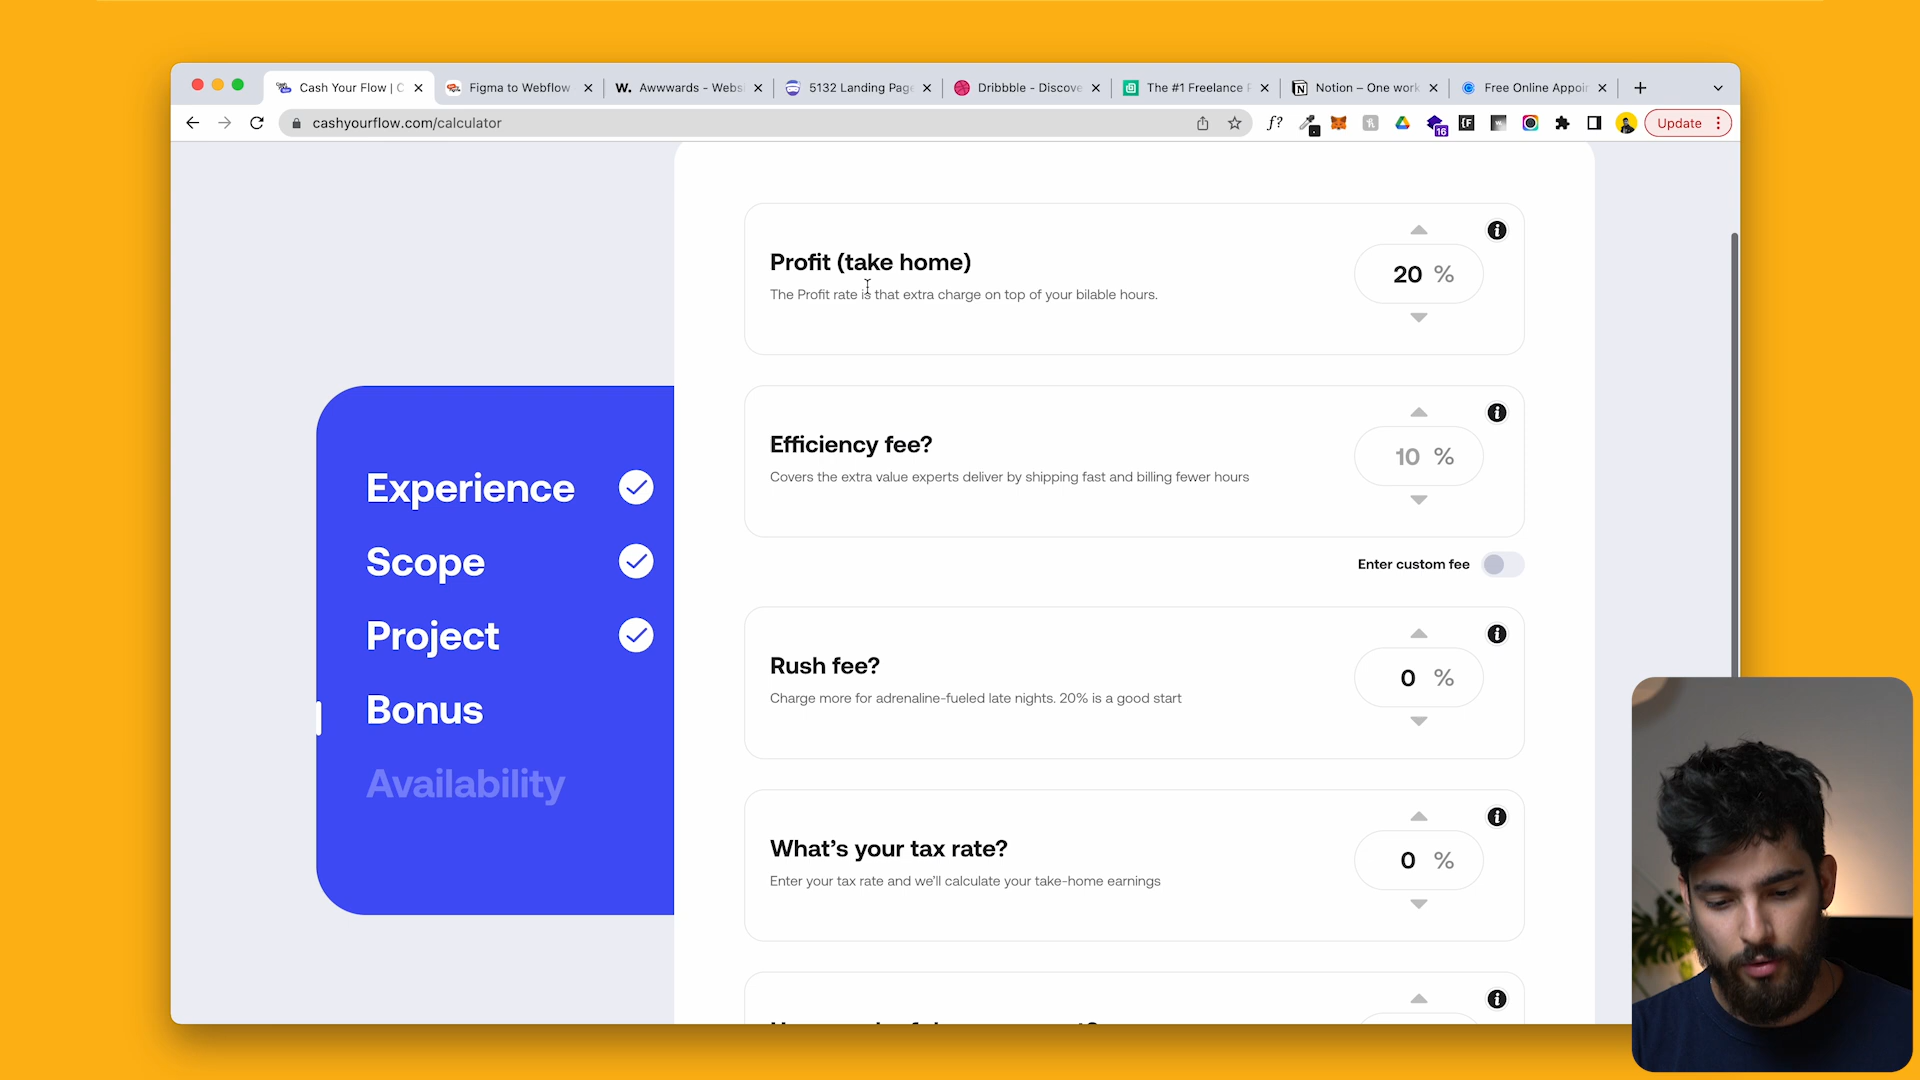 Cash Your Flow | C
Figma to Webflow
W. Awwwards - Webs
5132 Landing Page
Dribbble - Discove
The #1 Freelance F
Notion – One work
Free Online Appoin
cashyourflow.com/calculator
f?
16
Update
Profit (take home)
The Profit rate is that extra charge on top of your bilable hours.
20 %
Efficiency fee?
Covers the extra value experts deliver by shipping fast and billing fewer hours
10 %
Enter custom fee
Rush fee?
Charge more for adrenaline-fueled late nights. 20% is a good start
0 %
What's your tax rate?
Enter your tax rate and we'll calculate your take-home earnings
0 %
Experience
Scope
Project
Bonus
Availability